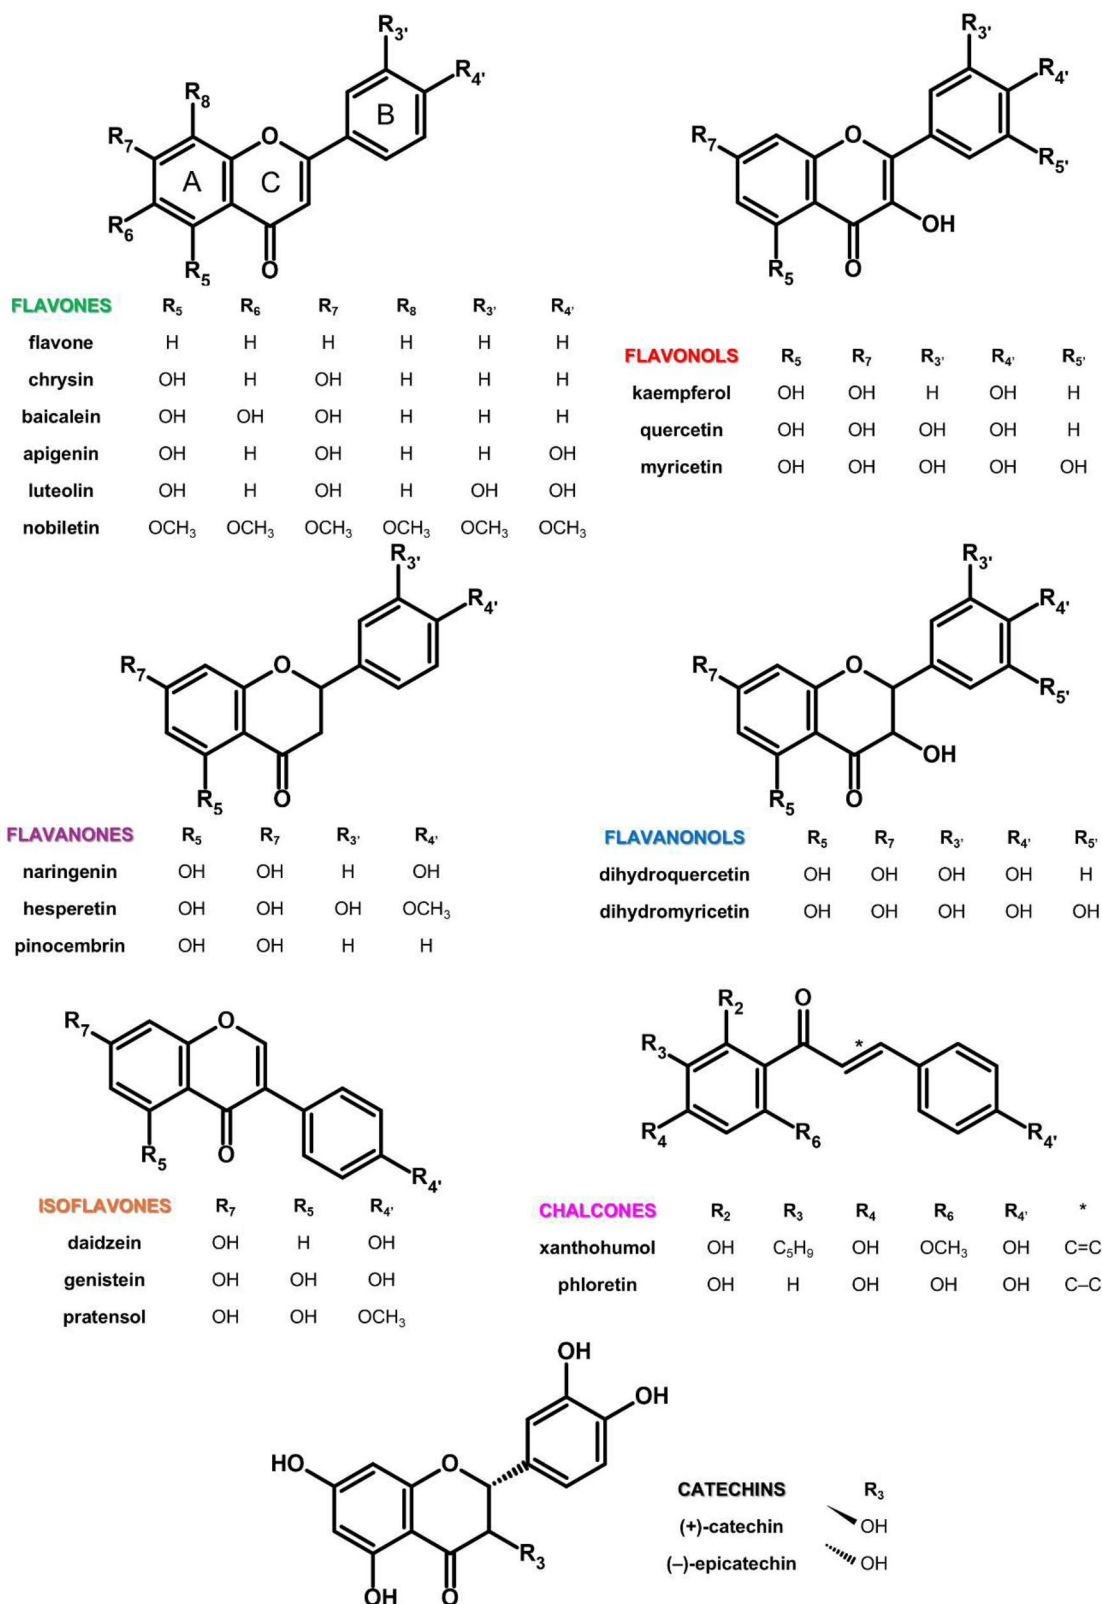 R3' R3'
R8 R4' R4'
R7 O B R7 O
A C R5'
R6 OH
R5 O R5 O
FLAVONES R5 R6 R7 R8 R3' R4'
flavone H H H H H H
chrysin OH H OH H H H
baicalein OH OH OH H H H
apigenin OH H OH H H OH
luteolin OH H OH H OH OH
nobiletin OCH3 OCH3 OCH3 OCH3 OCH3 OCH3
FLAVONOLS R5 R7 R3' R4' R5'
kaempferol OH OH H OH H
quercetin OH OH OH OH H
myricetin OH OH OH OH OH
R3' R3'
R4' R4'
R7 O R7 O
R5'
OH
R5 O R5 O
FLAVANONES R5 R7 R3' R4'
naringenin OH OH H OH
hesperetin OH OH OH OCH3
pinocembrin OH OH H H
FLAVANONOLS R5 R7 R3' R4' R5'
dihydroquercetin OH OH OH OH H
dihydromyricetin OH OH OH OH OH
R7 O
R5 O
R4'
R2 O
R3 *
R4 R6 R4'
ISOFLAVONES R7 R5 R4'
daidzein OH H OH
genistein OH OH OH
pratensol OH OH OCH3
CHALCONES R2 R3 R4 R6 R4' *
xanthohumol OH C5H9 OH OCH3 OH C=C
phloretin OH H OH OH OH C–C
OH
OH
HO O
R3
OH O
CATECHINS R3
(+)-catechin OH
(–)-epicatechin OH